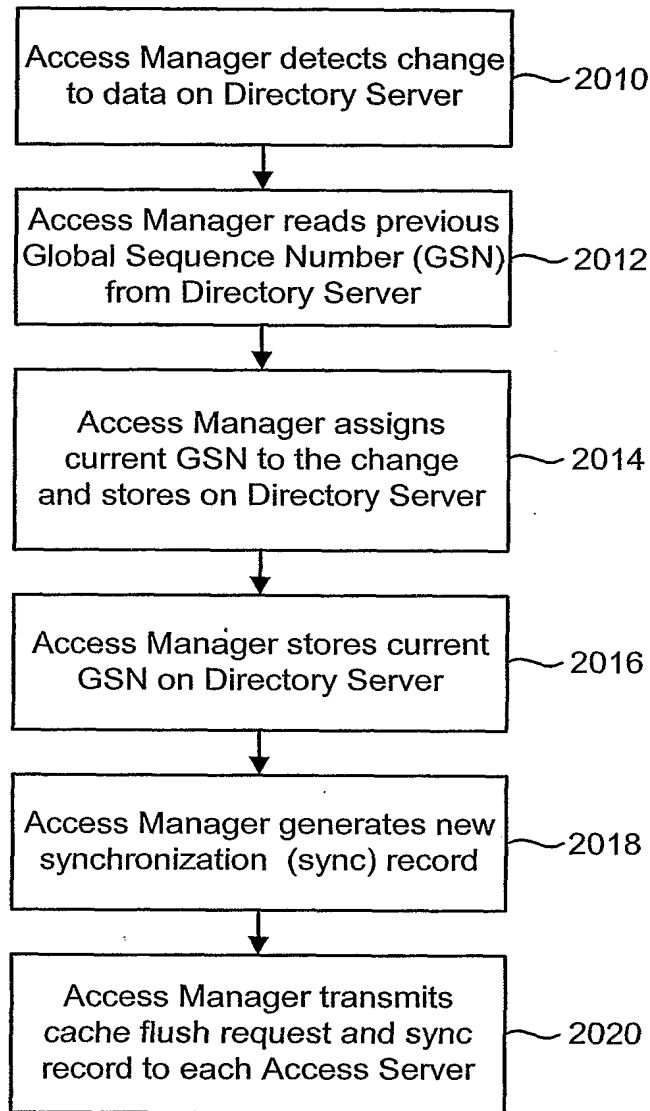 Access Manager detects change
to data on Directory Server
2010
Access Manager reads previous
Global Sequence Number (GSN)
from Directory Server
2012
Access Manager assigns
current GSN to the change
and stores on Directory Server
2014
Access Manager stores current
GSN on Directory Server
2016
Access Manager generates new
synchronization (sync) record
2018
Access Manager transmits
cache flush request and sync
record to each Access Server
2020